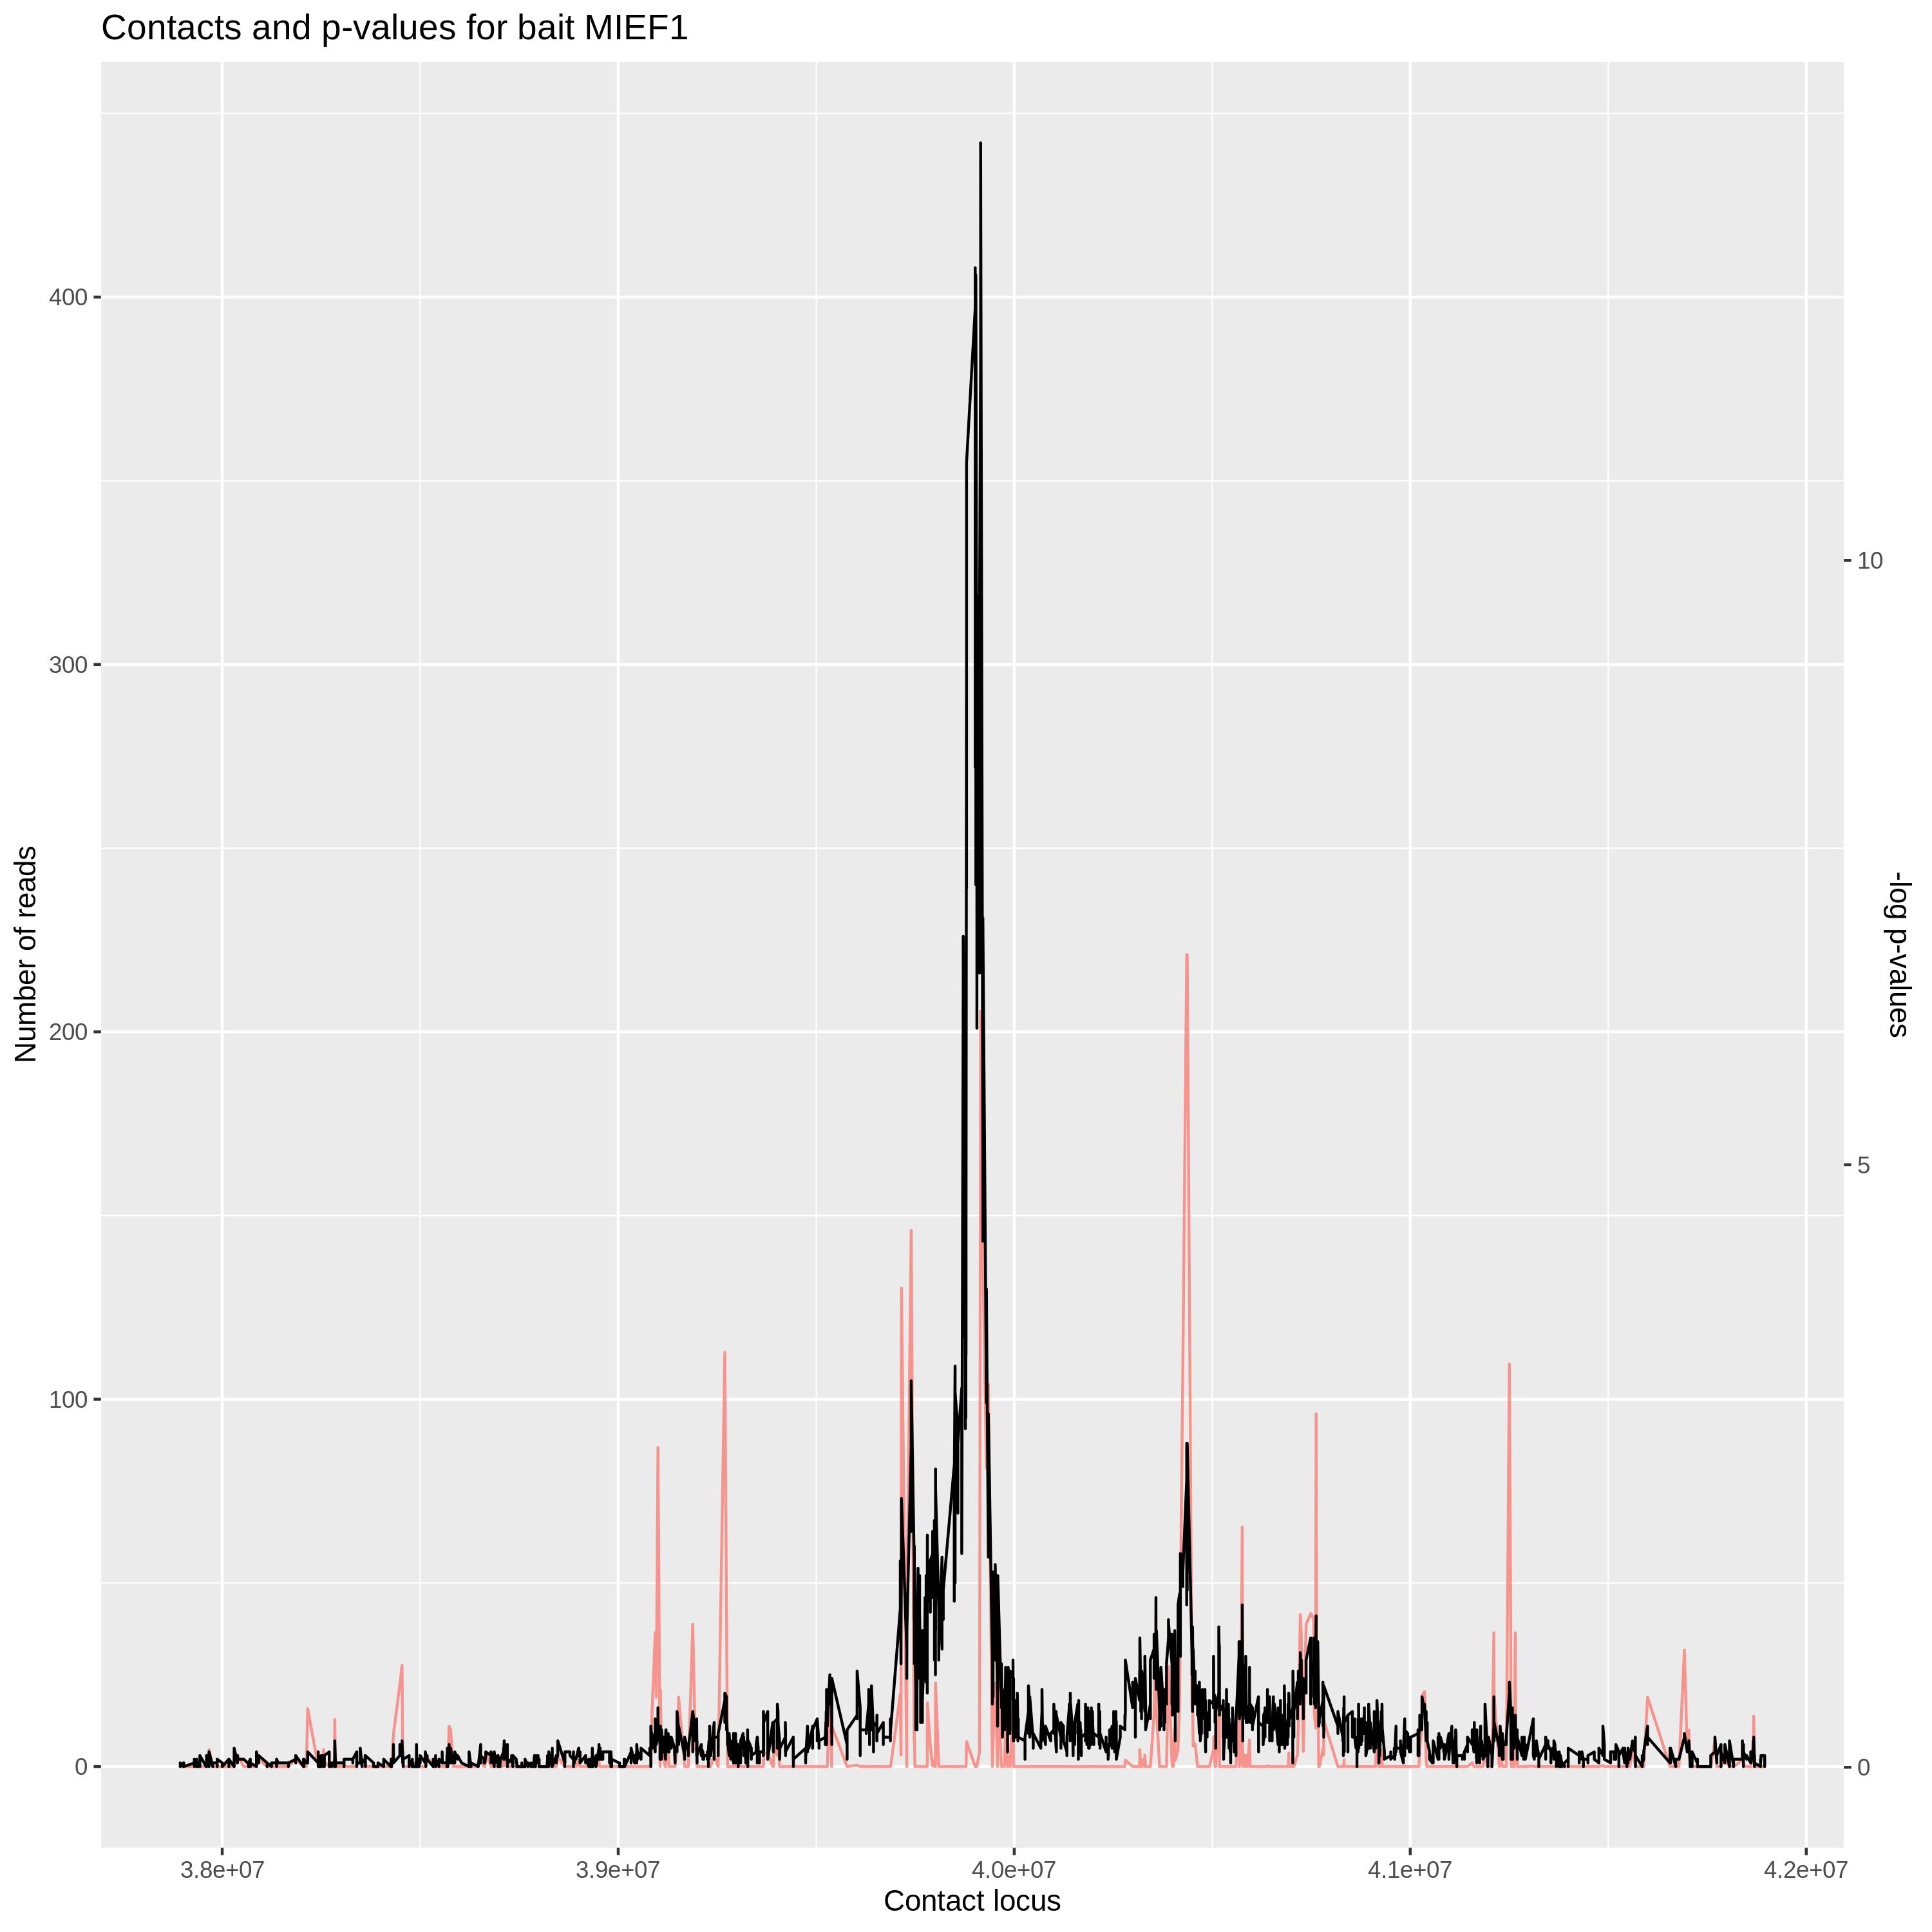 Contacts and p-values for bait MIEF1
Number of reads
400
300
200
100
0
10
5
0
-log p-values
3.8e+07
3.9e+07
4.0e+07
4.1e+07
4.2e+07
Contact locus